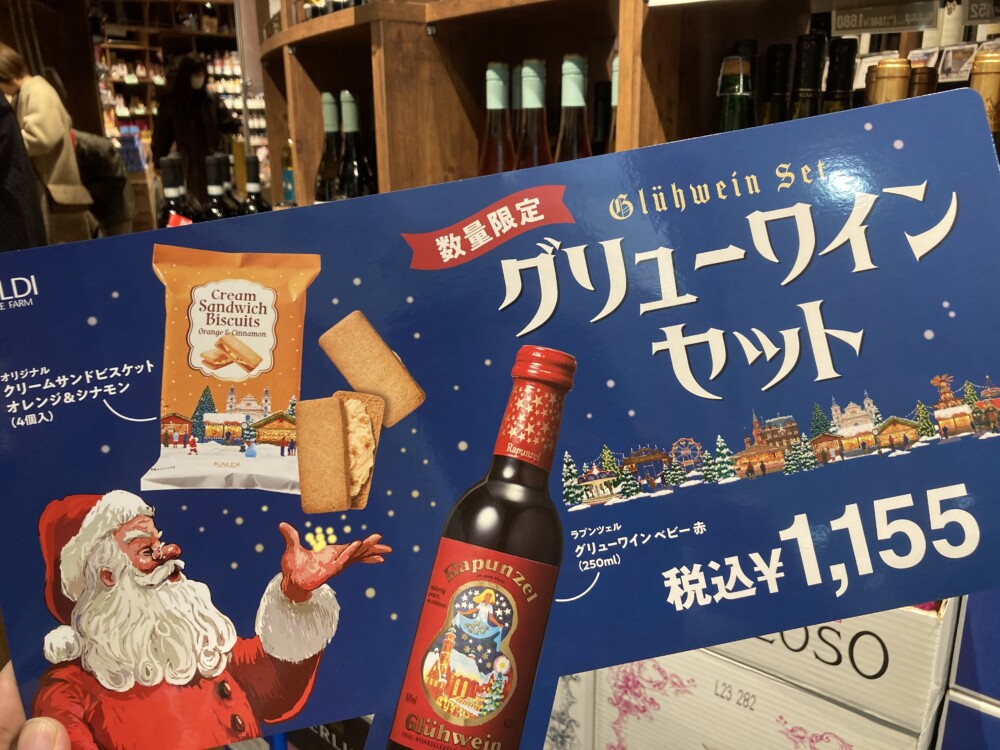 数量限定
Glühwein Set
グリューワイン
セット
LDI
E FARM
Cream
Sandwich
Biscuits
Orange & Cinnamon
KALDI
オリジナル
クリームサンドビスケット
オレンジ&シナモン
(4個入)
Rapunzel
Rapunzel
Glühwein
ラプンツェル
グリューワイン ベビー 赤
(250ml)
税込¥1,155
OSO
L23 282
1680